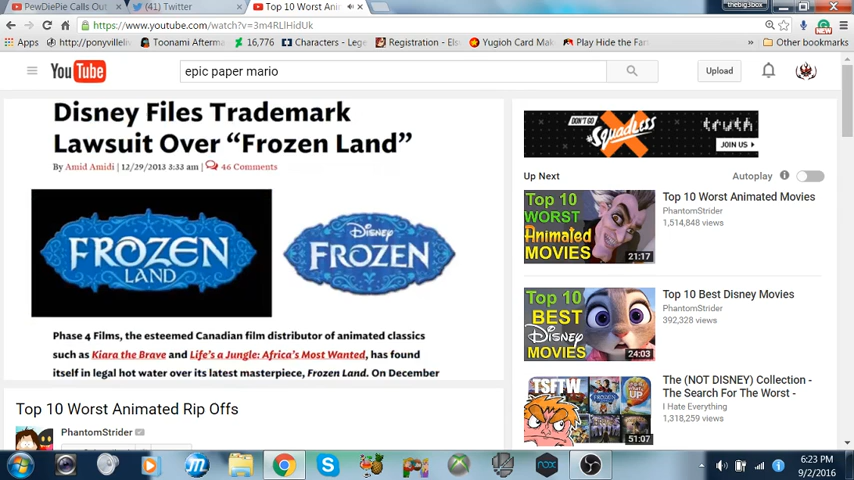 PewDiePie Calls Out
(41) Twitter
Top 10 Worst Ani
thebig3box
https://www.youtube.com/watch?v=3m4RLlHidUk
Apps
http://ponyvilleliv
Toonami Afterma
16,776
Characters - Lege
Registration - Els
Yugioh Card Mak
Play Hide the Fan
»
Other bookmarks
YouTube
epic paper mario
Upload
Disney Files Trademark
Lawsuit Over “Frozen Land”
By Amid Amidi | 12/29/2013 3:33 am | 46 Comments
FROZEN
LAND
Disney
FROZEN
Phase 4 Films, the esteemed Canadian film distributor of animated classics
such as Kiara the Brave and Life’s a Jungle: Africa’s Most Wanted, has found
itself in legal hot water over its latest masterpiece, Frozen Land. On December
Top 10 Worst Animated Rip Offs
PhantomStrider
DON'T GO
SQUADLESS
truth
JOIN US
Up Next
Autoplay
Top 10
WORST
Animated
MOVIES
21:17
Top 10 Worst Animated Movies
PhantomStrider
1,514,848 views
Top 10
BEST
Disney
MOVIES
24:03
Top 10 Best Disney Movies
PhantomStrider
392,328 views
TSFTW
51:07
The (NOT DISNEY) Collection -
The Search For The Worst -
I Hate Everything
1,318,259 views
nox
6:23 PM
9/2/2016